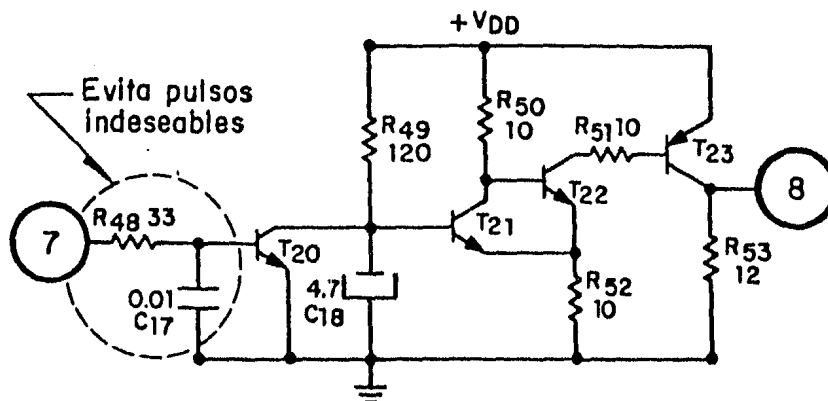 +VDD
Evita pulsos
indeseables
R49
120
R50
10
R51 10
T23
8
7
R48 33
T20
T21
T22
0.01
C17
4.7
C18
R52
10
R53
12